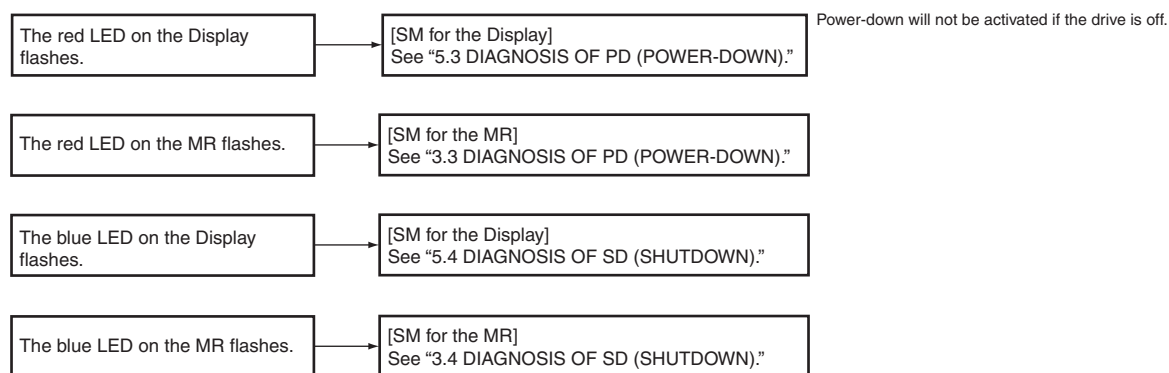 The red LED on the Display
flashes.
[SM for the Display]
See “5.3 DIAGNOSIS OF PD (POWER-DOWN).”
Power-down will not be activated if the drive is off.
The red LED on the MR flashes.
[SM for the MR]
See “3.3 DIAGNOSIS OF PD (POWER-DOWN).”
The blue LED on the Display
flashes.
[SM for the Display]
See “5.4 DIAGNOSIS OF SD (SHUTDOWN).”
The blue LED on the MR flashes.
[SM for the MR]
See “3.4 DIAGNOSIS OF SD (SHUTDOWN).”